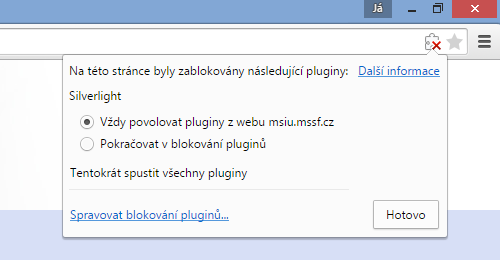 Já
Na této stránce byly zablokovány následující pluginy: Další informace
Silverlight
Vždy povolovat pluginy z webu msiu.mssf.cz
Pokračovat v blokování pluginů
Tentokrát spustit všechny pluginy
Spravovat blokování pluginů... Hotovo